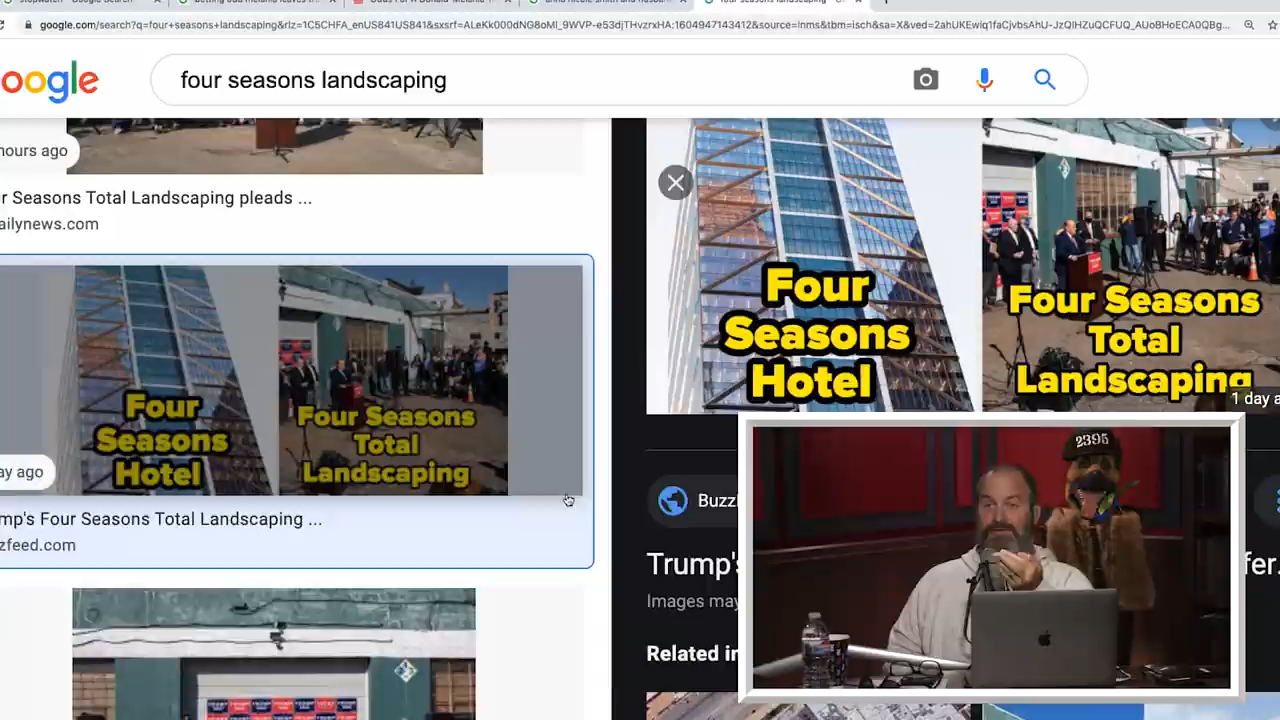 google.com/search?q=four+seasons+landscaping&rlz=1C5CHFA_enUS841US841&sxsrf=ALeKk000dNG8oMl_9WVP-e53djTHvzrxHA:1604947143412&source=lnms&tbm=isch&sa=X&ved=2ahUKEwiq1faCjvbsAhU-JzQIHZuQCFUQ_AUoBHoECA0QBg...
oogle
four seasons landscaping
hours ago
r Seasons Total Landscaping pleads ...
ailynews.com
Four
Seasons
Hotel
Four Seasons
Total
Landscaping
ay ago
mp's Four Seasons Total Landscaping ...
zfeed.com
Four
Seasons
Hotel
Four Seasons
Total
Landscaping
1 day a
Buzz
Trump's
fer.
Images may
Related in
2395